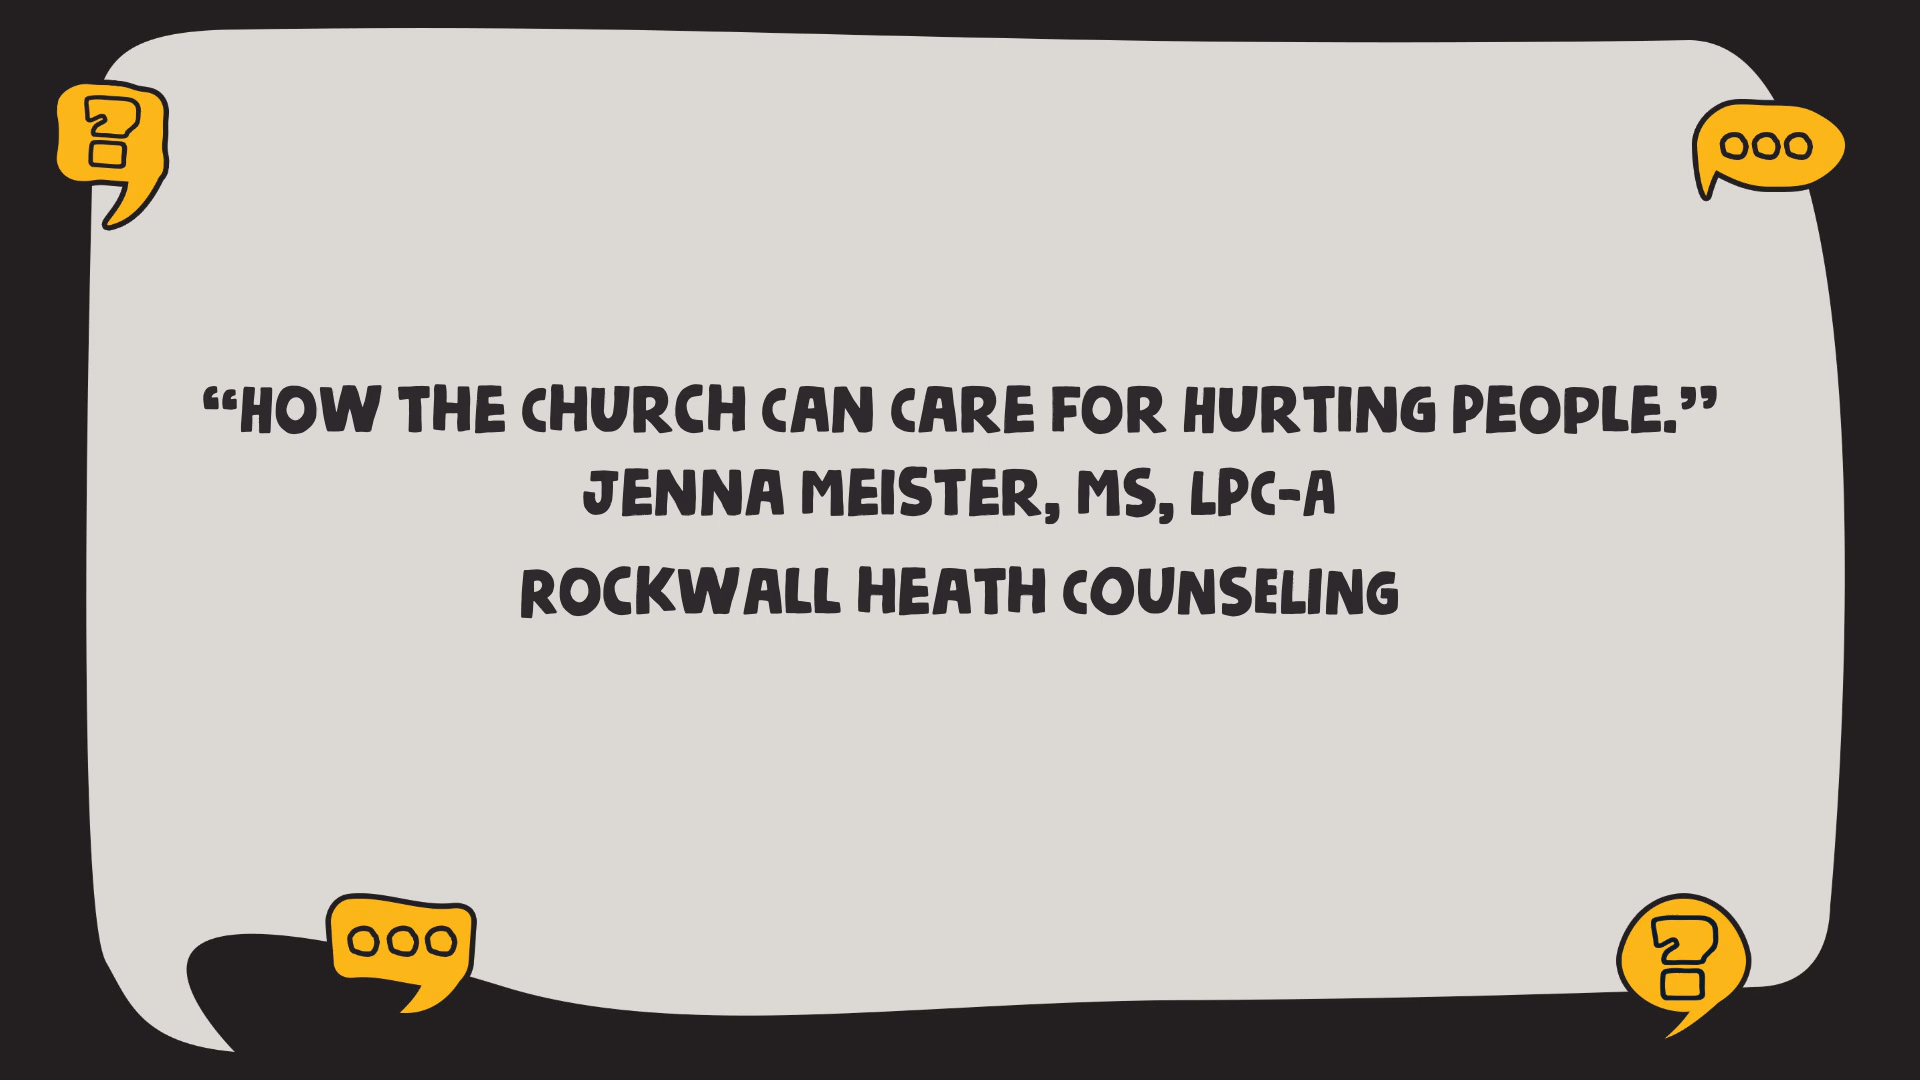 “HOW THE CHURCH CAN CARE FOR HURTING PEOPLE.”
JENNA MEISTER, MS, LPC-A
ROCKWALL HEATH COUNSELING